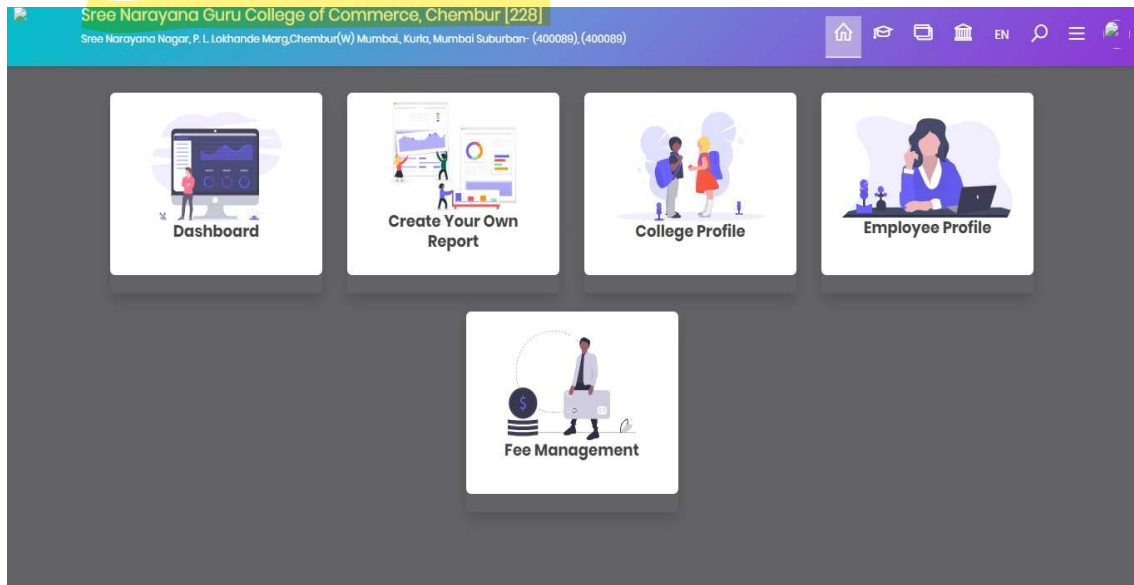 Sree Narayana Guru College of Commerce, Chembur [228]
Sree Narayana Nagar, P. L. Lokhande Marg,Chembur(W) Mumbai., Kurla, Mumbai Suburban- (400089), (400089)
EN
Dashboard
Create Your Own
Report
College Profile
Employee Profile
Fee Management